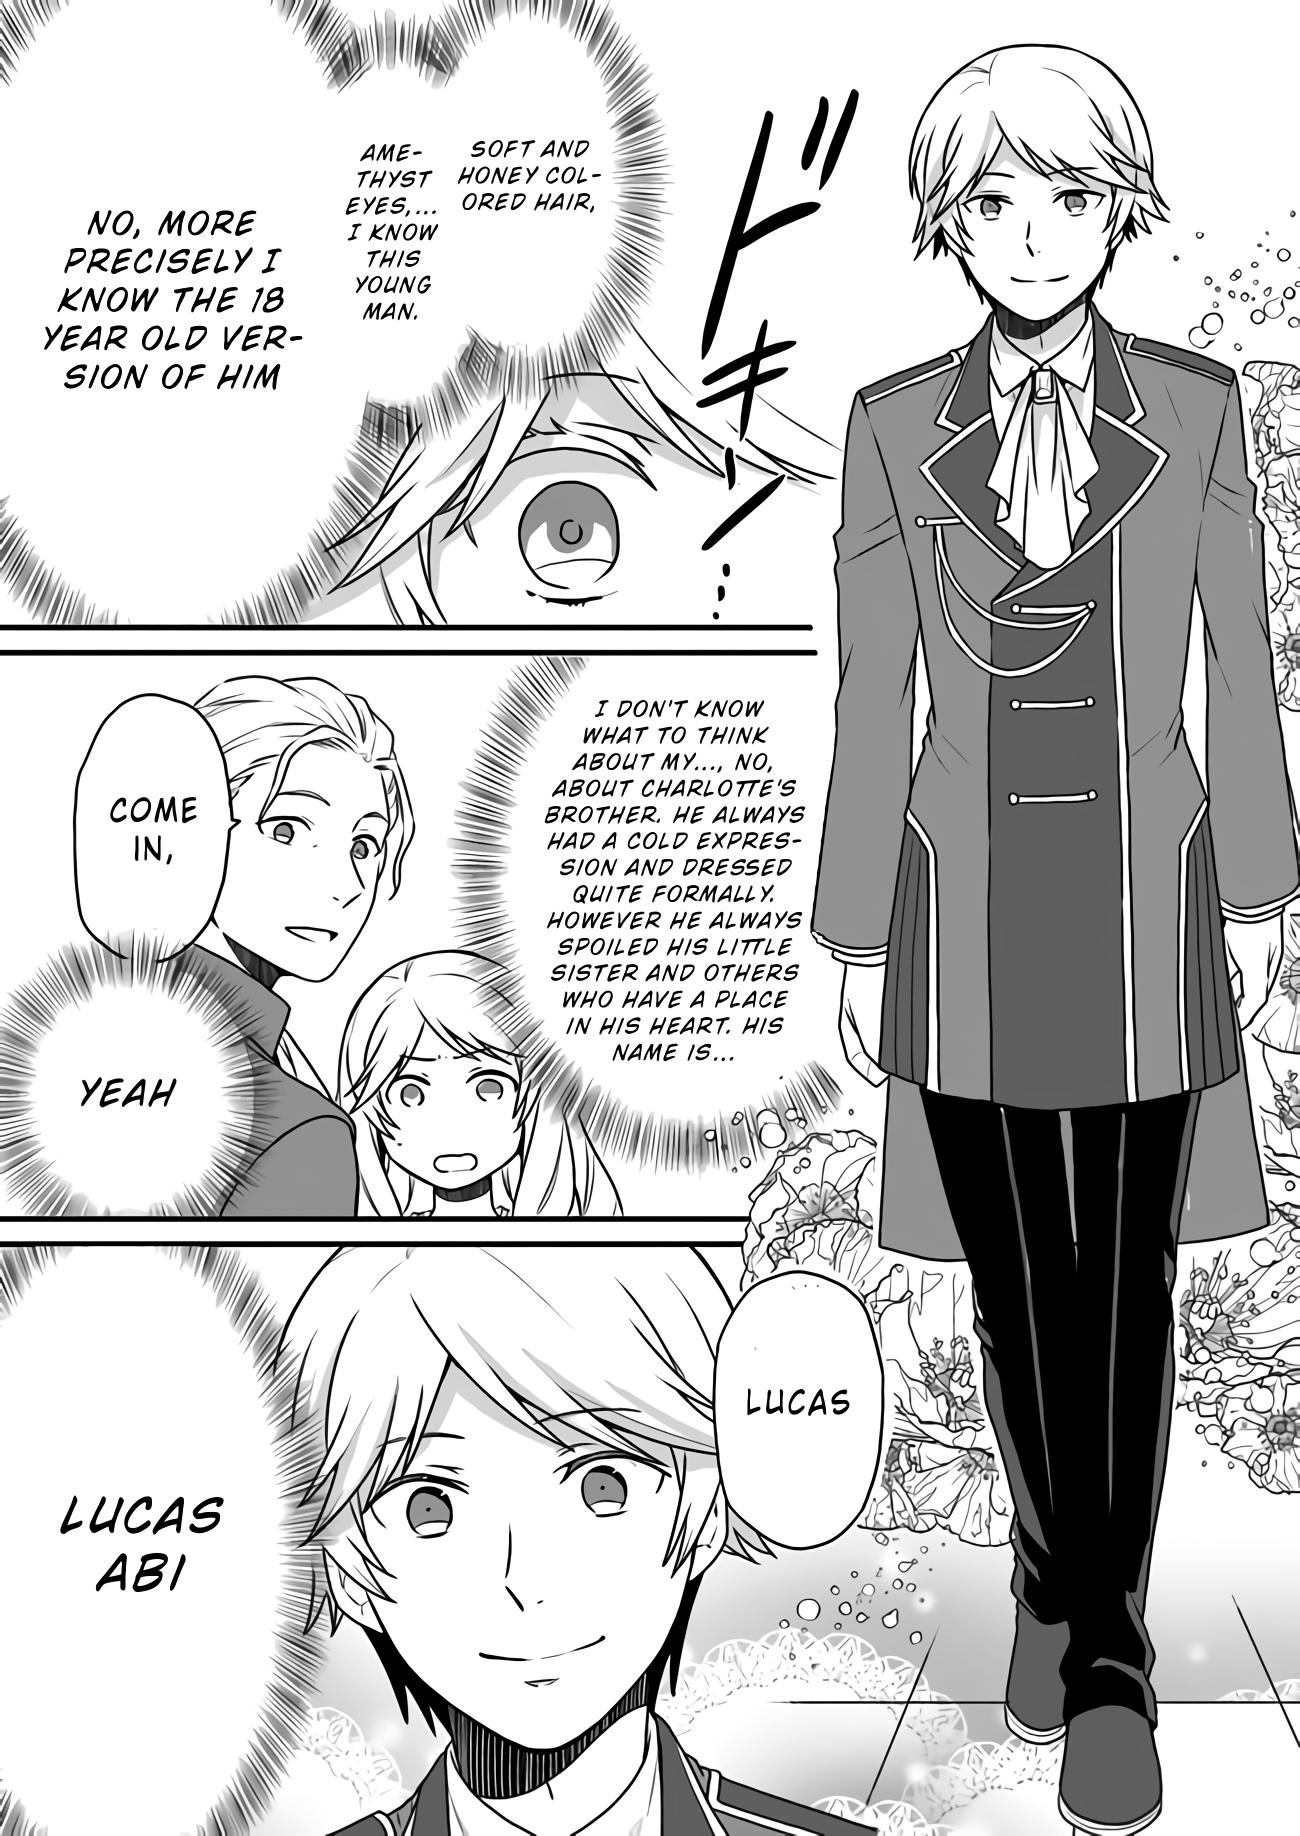 ドキンッ…
SOFT AND
HONEY COL-
ORED HAIR,
AME-
THYST
EYES,...
I KNOW
THIS
YOUNG
MAN.
NO, MORE
PRECISELY I
KNOW THE 18
YEAR OLD VER-
SION OF HIM
I DON'T KNOW
WHAT TO THINK
ABOUT MY..., NO,
ABOUT CHARLOTTE'S
BROTHER. HE ALWAYS
HAD A COLD EXPRES-
SION AND DRESSED
QUITE FORMALLY.
HOWEVER HE ALWAYS
SPOILED HIS LITTLE
SISTER AND OTHERS
WHO HAVE A PLACE
IN HIS HEART. HIS
NAME IS...
COME
IN,
YEAH
LUCAS
LUCAS
ABI